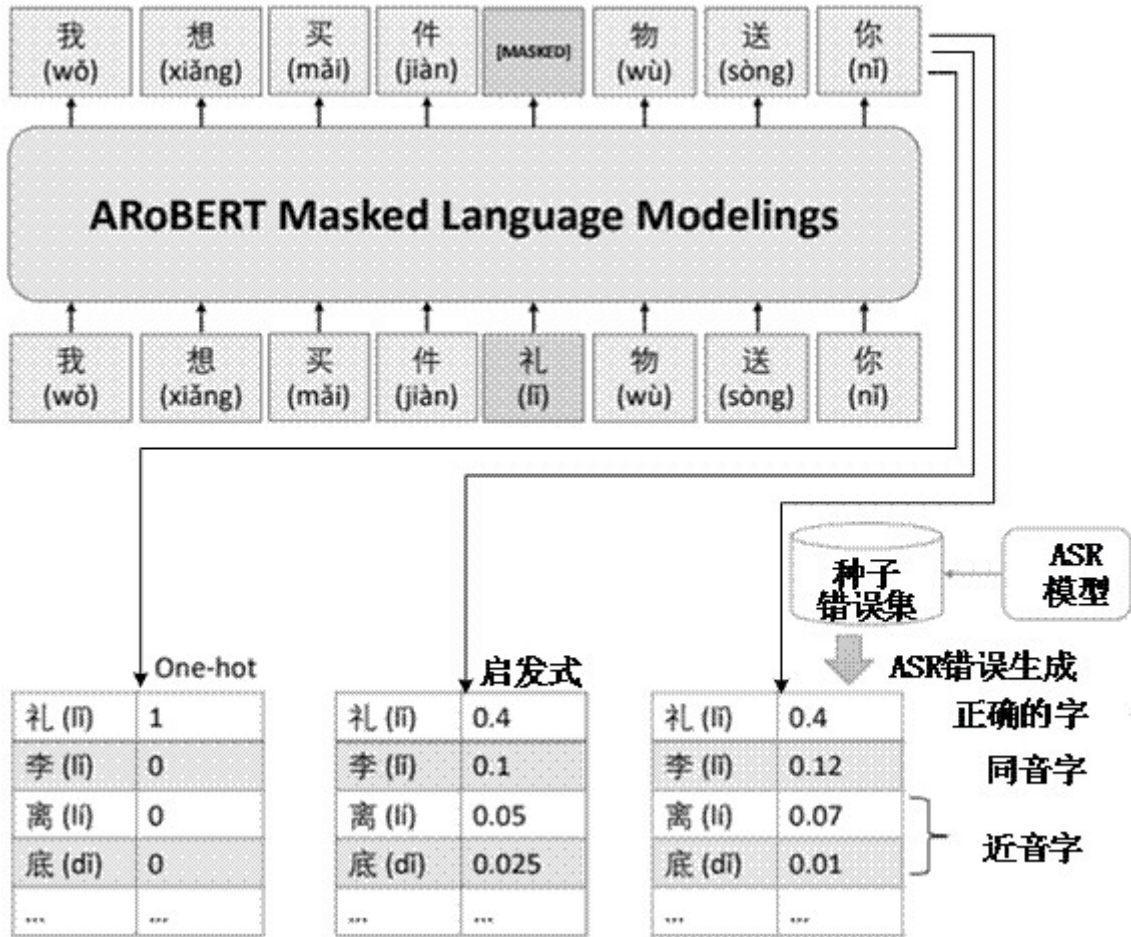 我 想 买 件 [MASKED] 物 送 你
(wǒ) (xiǎng) (mǎi) (jiàn) (wù) (sòng) (nǐ)
ARoBERT Masked Language Modelings
我 想 买 件 礼 物 送 你
(wǒ) (xiǎng) (mǎi) (jiàn) (lǐ) (wù) (sòng) (nǐ)
种子
错误集
ASR
模型
ASR错误生成
One-hot
礼 (lǐ) 1
李 (lǐ) 0
离 (lí) 0
底 (dǐ) 0
... ...
启发式
礼 (lǐ) 0.4
李 (lǐ) 0.1
离 (lí) 0.05
底 (dǐ) 0.025
... ...
礼 (lǐ) 0.4
李 (lǐ) 0.12
离 (lí) 0.07
底 (dǐ) 0.01
... ...
正确的字
同音字
近音字